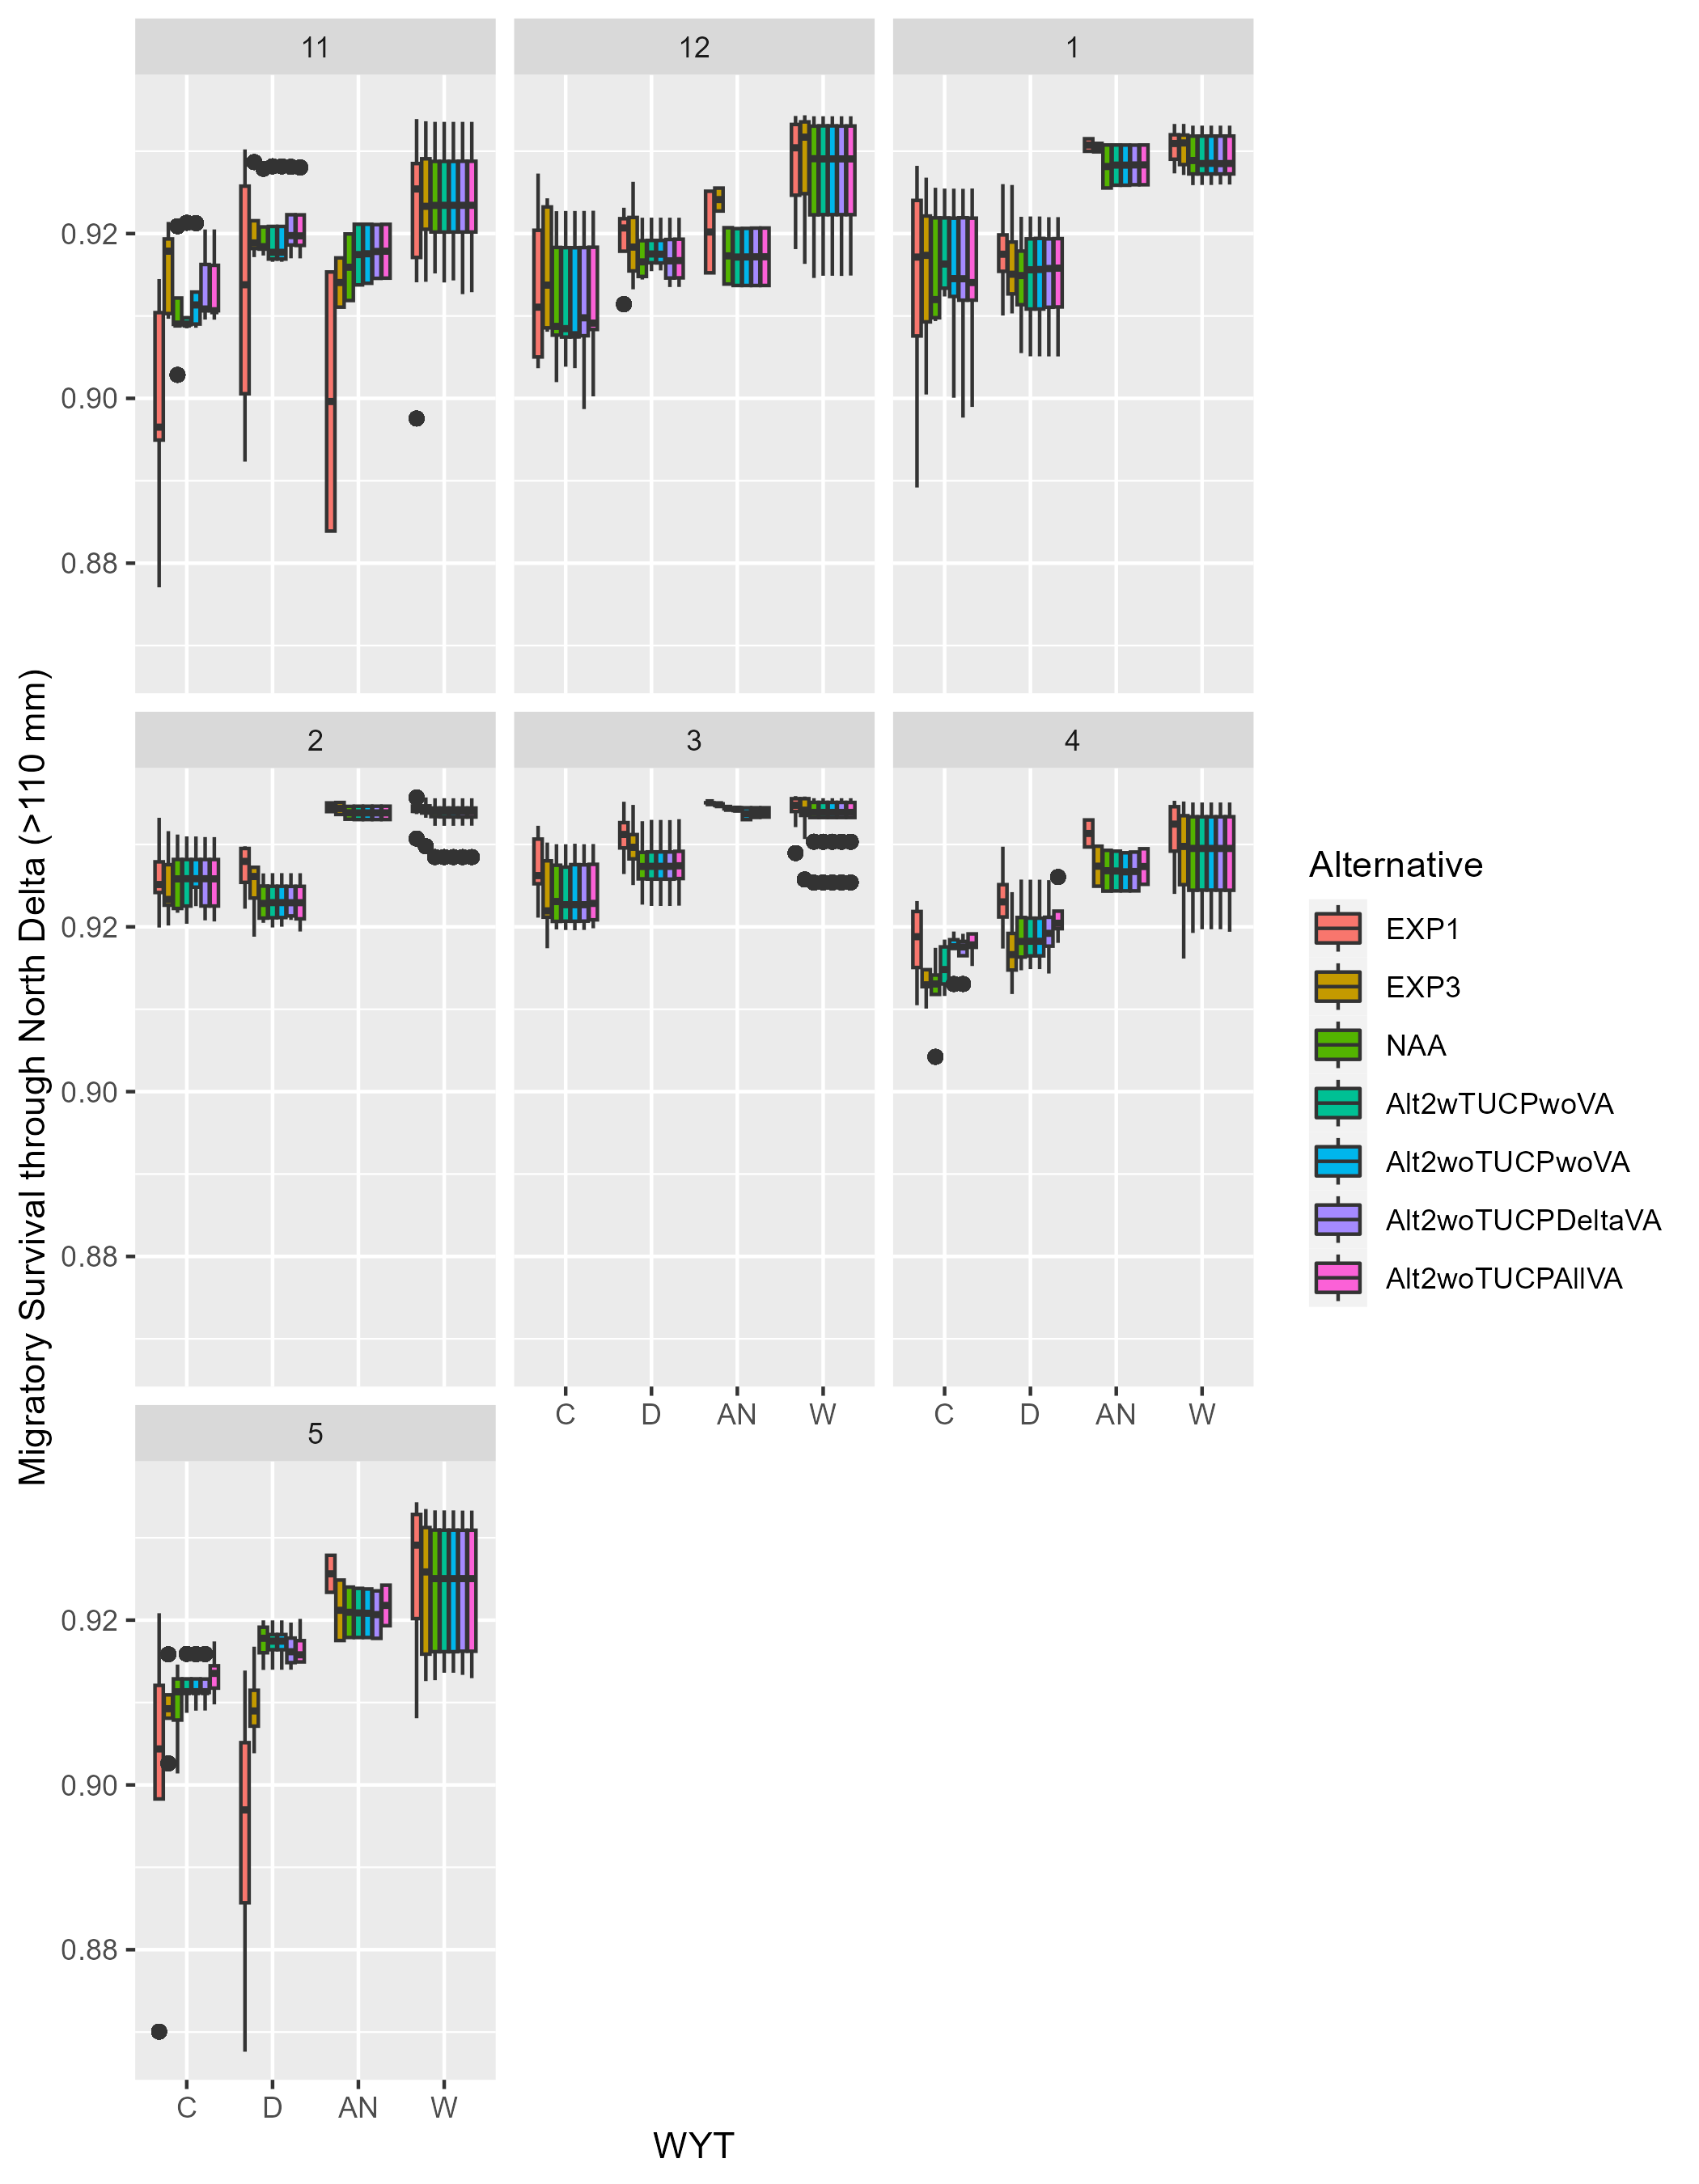 11
12
1
0.92
0.90
0.88
2
3
4
0.92
0.90
0.88
C
D
AN
W
C
D
AN
W
5
0.92
0.90
0.88
C
D
AN
W
WYT
Migratory Survival through North Delta (>110 mm)
Alternative
EXP1
EXP3
NAA
Alt2wTUCPwoVA
Alt2woTUCPwoVA
Alt2woTUCPDeltaVA
Alt2woTUCPAllVA